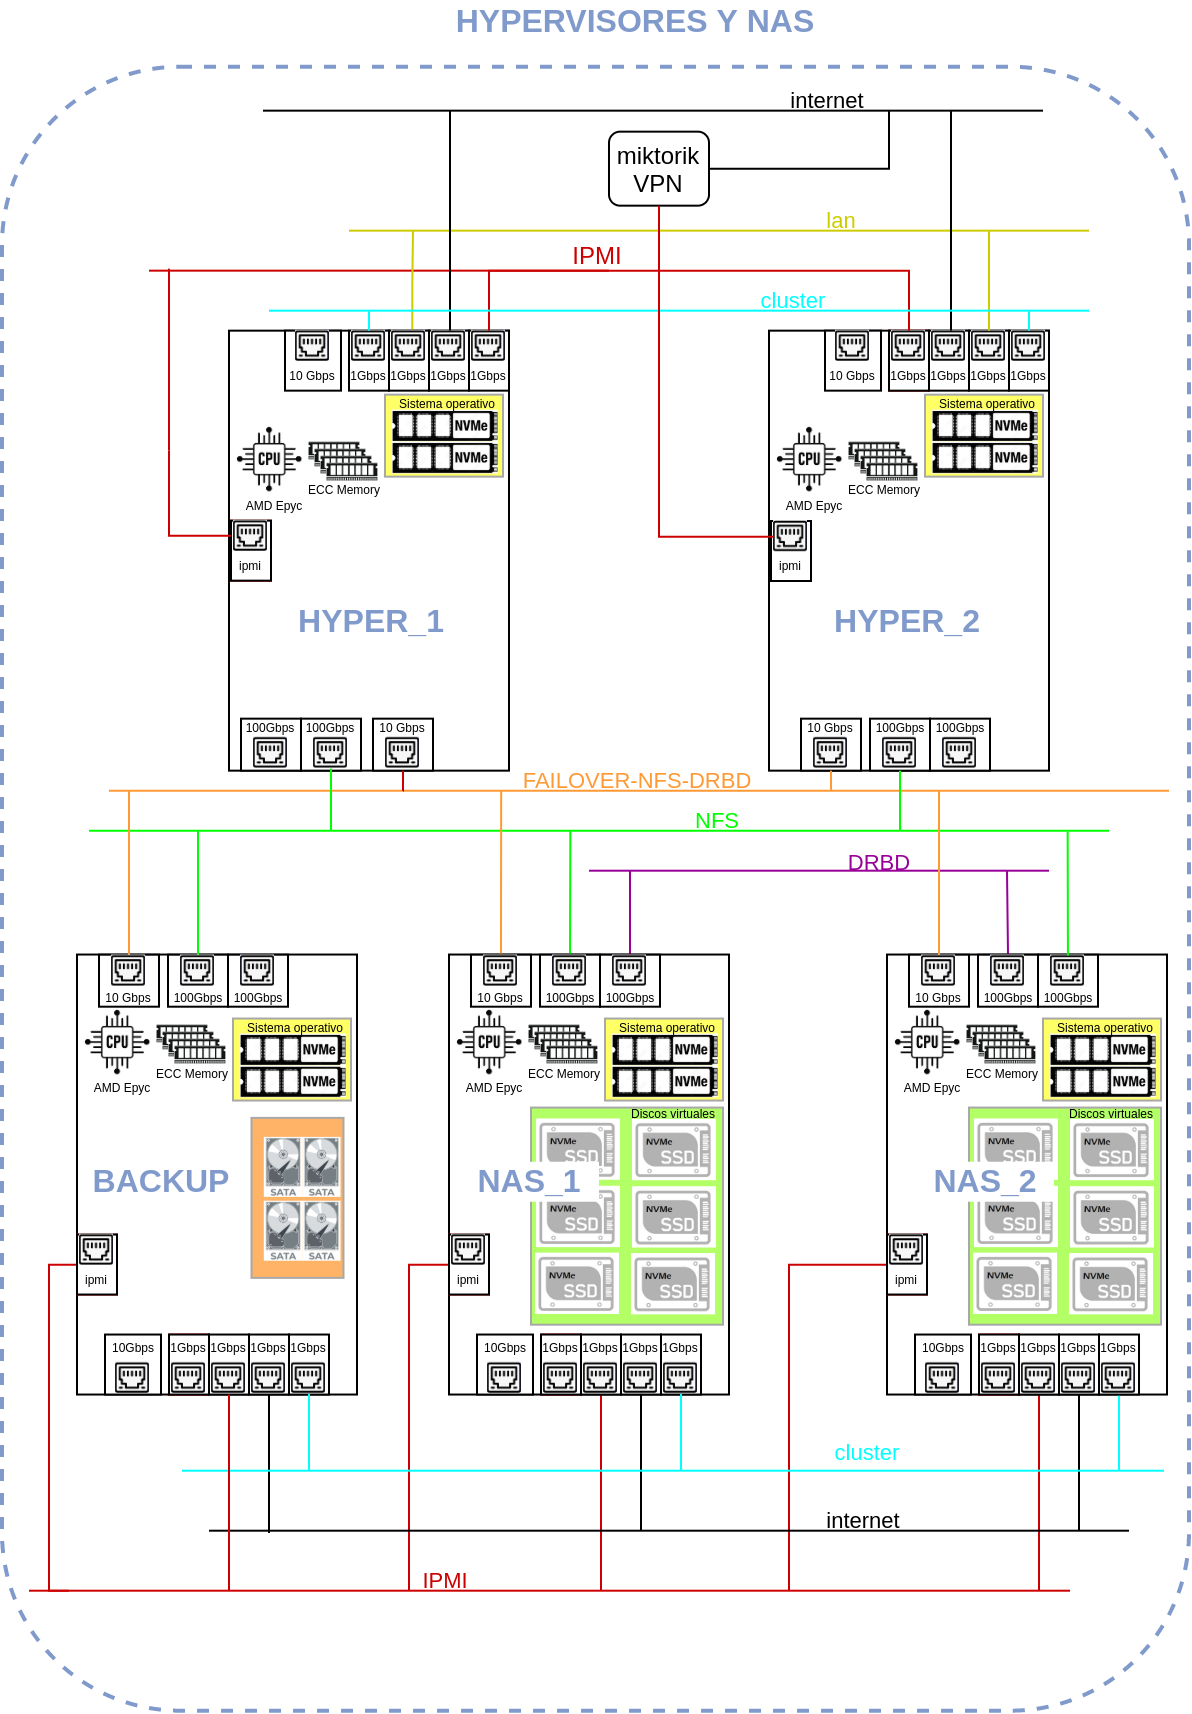 HYPERVISORES Y NAS
internet
miktorik
VPN
lan
IPMI
cluster
10 Gbps
1Gbps
1Gbps
1Gbps
1Gbps
10 Gbps
1Gbps
1Gbps
1Gbps
1Gbps
Sistema operativo
NVMe
NVMe
CPU
ECC Memory
AMD Epyc
Sistema operativo
NVMe
NVMe
CPU
ECC Memory
AMD Epyc
ipmi
ipmi
HYPER_1
HYPER_2
100Gbps
100Gbps
10 Gbps
10 Gbps
100Gbps
100Gbps
FAILOVER-NFS-DRBD
NFS
DRBD
10 Gbps
100Gbps
100Gbps
10 Gbps
100Gbps
100Gbps
10 Gbps
100Gbps
100Gbps
Sistema operativo
NVMe
NVMe
CPU
ECC Memory
AMD Epyc
Sistema operativo
NVMe
NVMe
CPU
ECC Memory
AMD Epyc
Sistema operativo
NVMe
NVMe
CPU
ECC Memory
AMD Epyc
BACKUP
SATA
SATA
SATA
SATA
Discos virtuales
NVMe
NVMe
SSD
NAS_1
NVMe
SSD
SSD
NVMe
SSD
NVMe
SSD
Discos virtuales
NVMe
NVMe
SSD
NAS_2
NVMe
SSD
SSD
NVMe
SSD
NVMe
SSD
ipmi
ipmi
ipmi
10Gbps
1Gbps
1Gbps
1Gbps
1Gbps
10Gbps
1Gbps
1Gbps
1Gbps
1Gbps
10Gbps
1Gbps
1Gbps
1Gbps
1Gbps
cluster
internet
IPMI